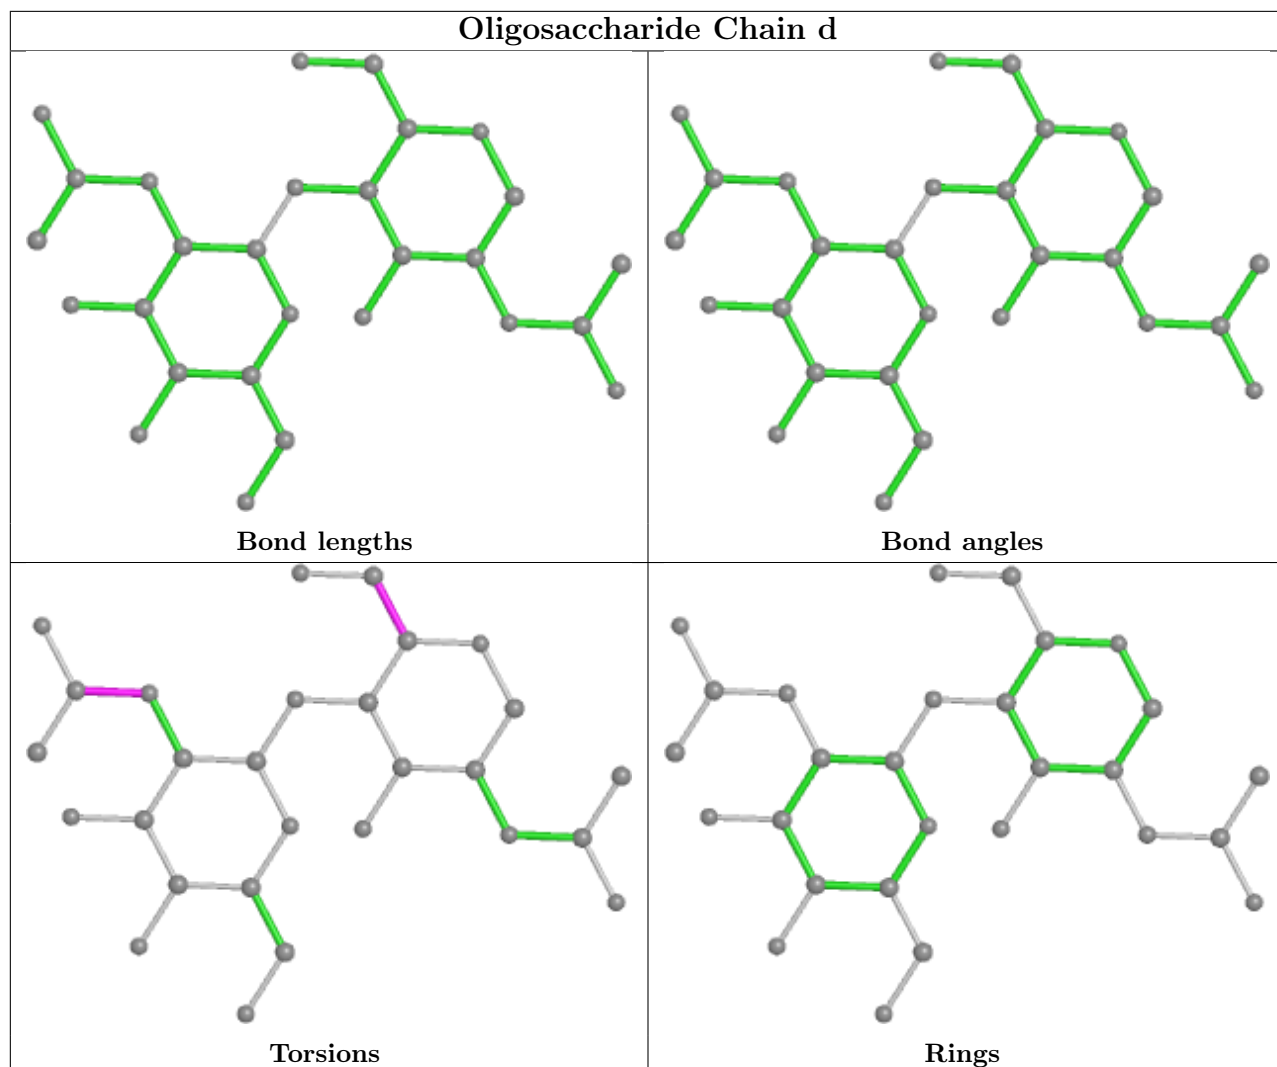 Oligosaccharide Chain d
Bond lengths
Bond angles
Torsions
Rings